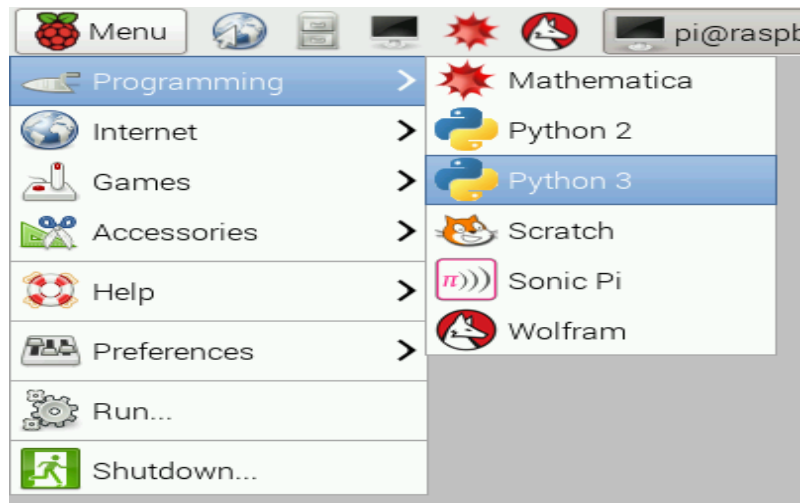 Menu
pi@raspb
Programming
Internet
Games
Accessories
Help
Preferences
Run...
Shutdown...
Mathematica
Python 2
Python 3
Scratch
π)))
Sonic Pi
Wolfram